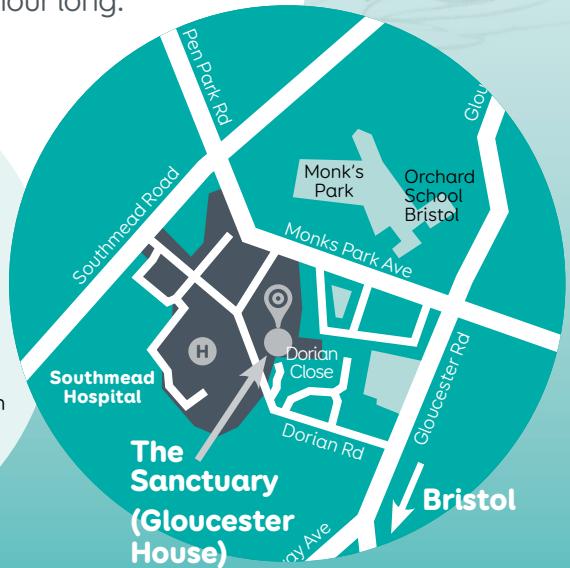 our long.
Pen Park Rd
Southmead Road
Monk's
Park
Orchard
School
Bristol
Monks Park Ave
H
Dorian
Close
Southmead
Hospital
Gloucester Rd
Dorian Rd
The
Sanctuary
(Gloucester
House)
Bristol